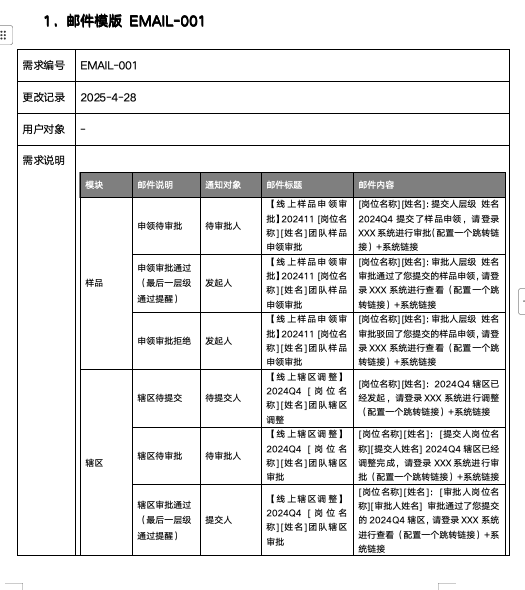 1. 邮件模版 EMAIL-001
需求编号
EMAIL-001
更改记录
2025-4-28
用户对象
-
需求说明
模块
邮件说明
通知对象
邮件标题
邮件内容
样品
申领待审批
待审批人
【线上样品申领审
批】202411 [岗位名
称][姓名]团队样品
申领审批
[岗位名称][姓名]: 提交人层级 姓名
2024Q4 提交了样品申领，请登录
XXX 系统进行审批(配置一个跳转链
接）+系统链接
申领审批通过
（最后一层级
通过提醒）
发起人
【线上样品申领审
批】202411 [岗位名
称][姓名]团队样品
申领审批
[岗位名称][姓名]: 审批人层级 姓名
审批通过了您提交的样品申领，请登
录 XXX 系统进行查看（配置一个跳
转链接）+系统链接
申领审批拒绝
发起人
【线上样品申领审
批】202411 [岗位名
称][姓名]团队样品
申领审批
[岗位名称][姓名]: 审批人层级 姓名
审批驳回了您提交的样品申领，请登
录 XXX 系统进行查看（配置一个跳
转链接）+系统链接
辖区
辖区待提交
待提交人
【线上辖区调整】
2024Q4 [岗位名
称][姓名]团队辖区
调整
[岗位名称][姓名]：2024Q4 辖区已
经发起，请登录 XXX 系统进行调整
（配置一个跳转链接）+系统链接
辖区待审批
待审批人
【线上辖区调整】
2024Q4 [岗位名
称][姓名]团队辖区
审批
[岗位名称][姓名]：[提交人岗位名
称][提交人姓名] 2024Q4 辖区已经
调整完成，请登录 XXX 系统进行审
批（配置一个跳转链接）+系统链接
辖区审批通过
（最后一层级
通过提醒）
提交人
【线上辖区调整】
2024Q4 [岗位名
称][姓名]团队辖区
审批
[岗位名称][姓名]：[审批人岗位名
称][审批人姓名] 审批通过了您提交
的 2024Q4 辖区，请登录 XXX 系统
进行查看（配置一个跳转链接）+系
统链接